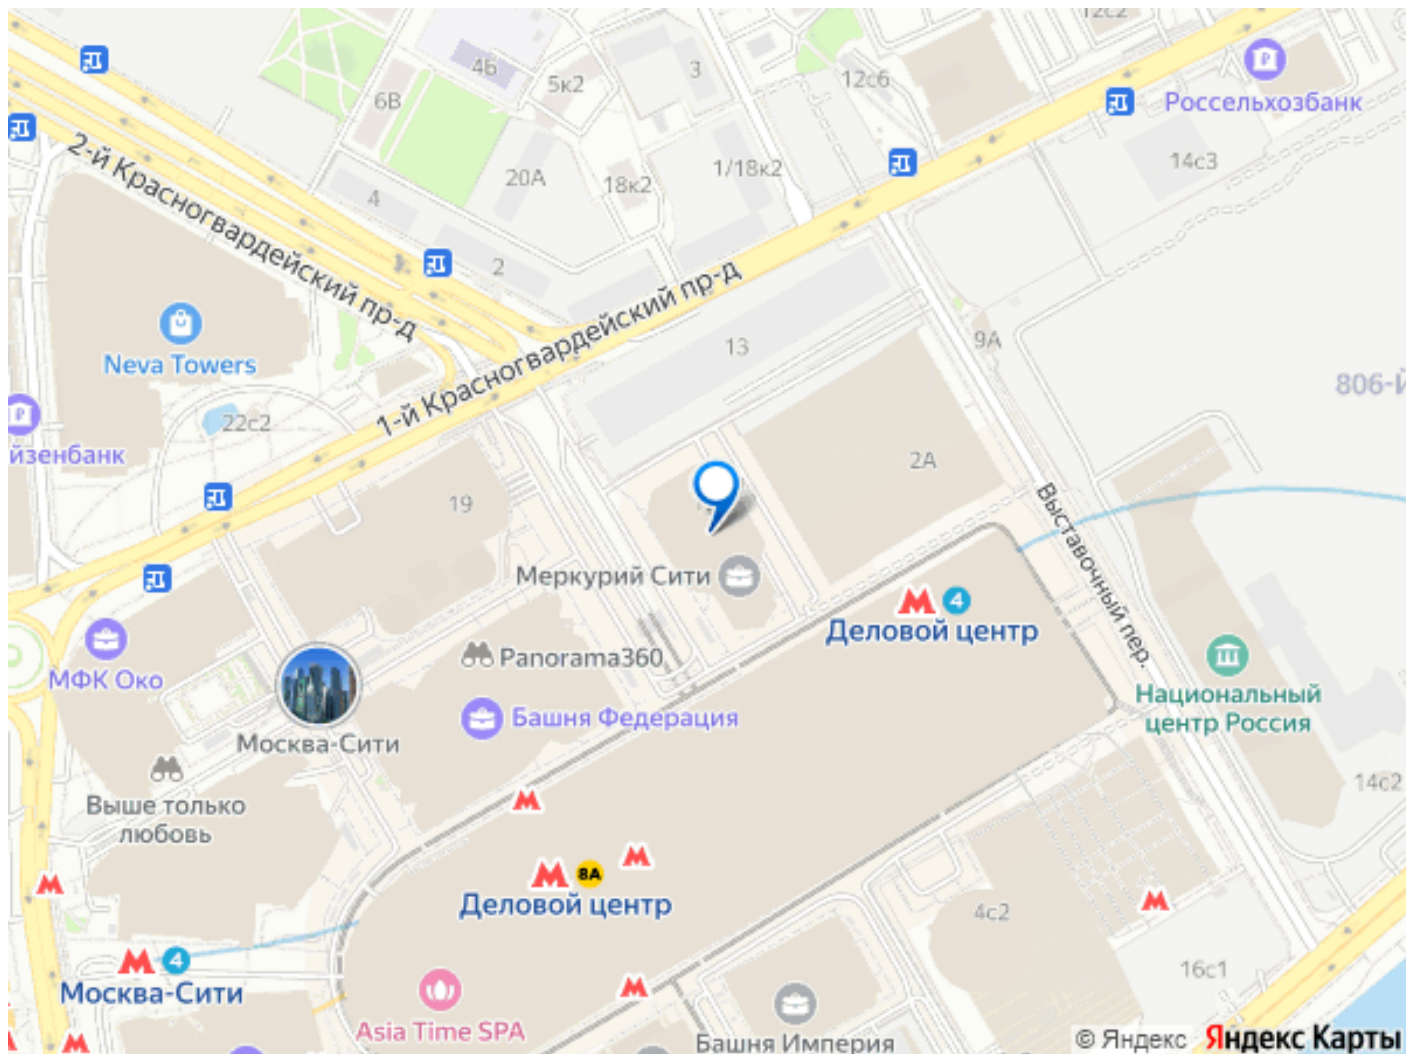 12с2
4Б
3
5к2
12с6
6В
Россельхозбанк
2-й Красногвардейский пр-д
20А
18к2
1/18к2
14с3
4
2
1-й Красногвардейский пр-д
13
9А
Neva Towers
806-Й
22с2
йзенбанк
2А
19
Выставочный пер.
Меркурий Сити
4
Деловой центр
Panorama360
МФК Око
Башня Федерация
Национальный
центр Россия
Москва-Сити
14с2
Выше только
любовь
8А
Деловой центр
4с2
4
Москва-Сити
16с1
Asia Time SPA
Башня Империя
© Яндекс Яндекс Карты